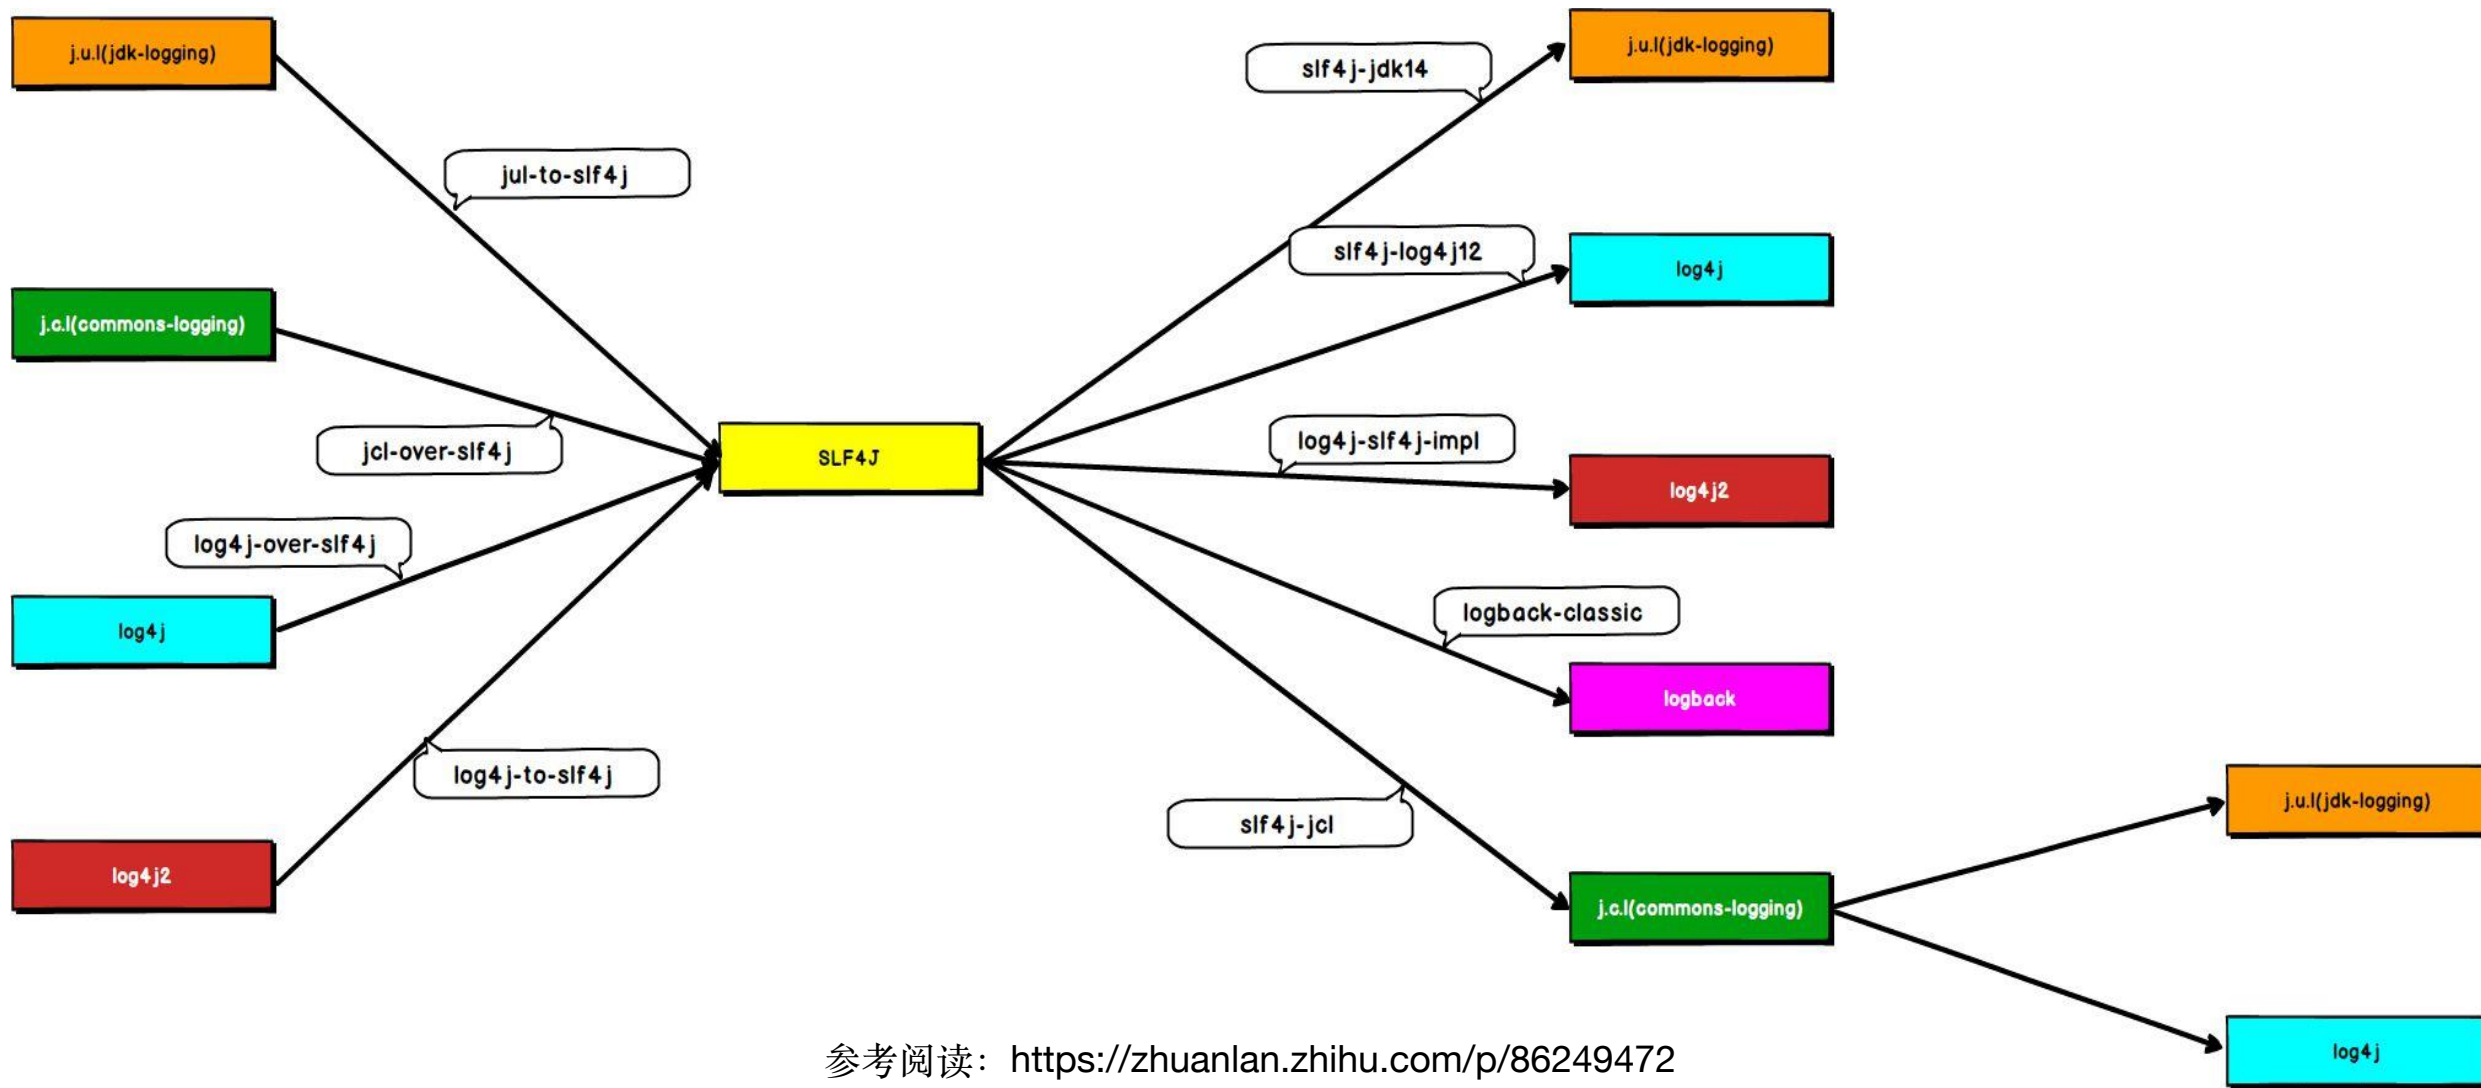 j.u.l(jdk-logging)
jul-to-slf4j
j.c.l(commons-logging)
jcl-over-slf4j
log4j-over-slf4j
log4j
log4j-to-slf4j
log4j2
SLF4J
slf4j-jdk14
j.u.l(jdk-logging)
slf4j-log4j12
log4j
log4j-slf4j-impl
log4j2
logback-classic
logback
slf4j-jcl
j.c.l(commons-logging)
j.u.l(jdk-logging)
log4j
参考阅读：https://zhuanlan.zhihu.com/p/86249472